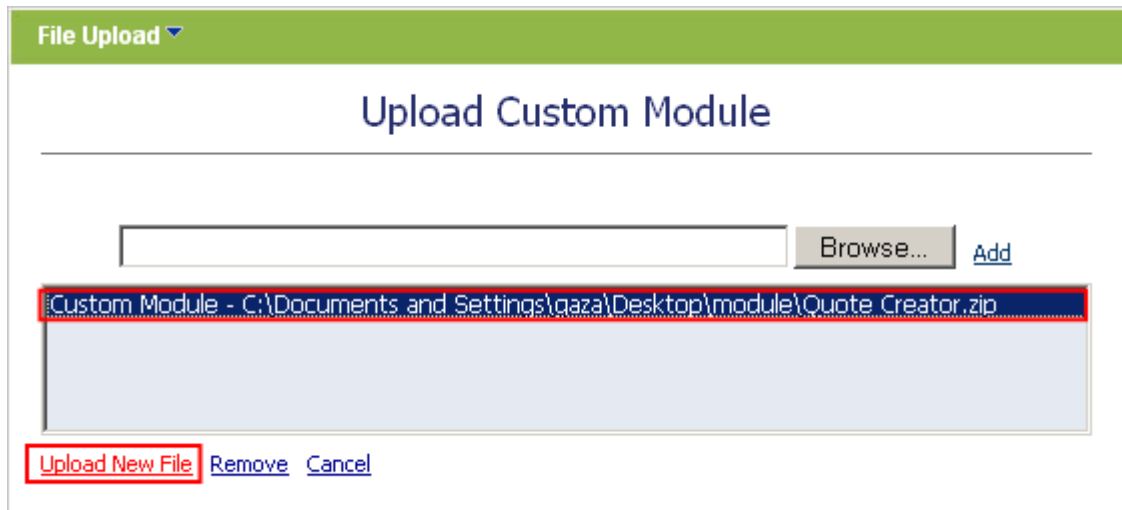 File Upload
Upload Custom Module
Browse... Add
Custom Module - C:\Documents and Settings\gaza\Desktop\module\Quote Creator.zip
Upload New File Remove Cancel